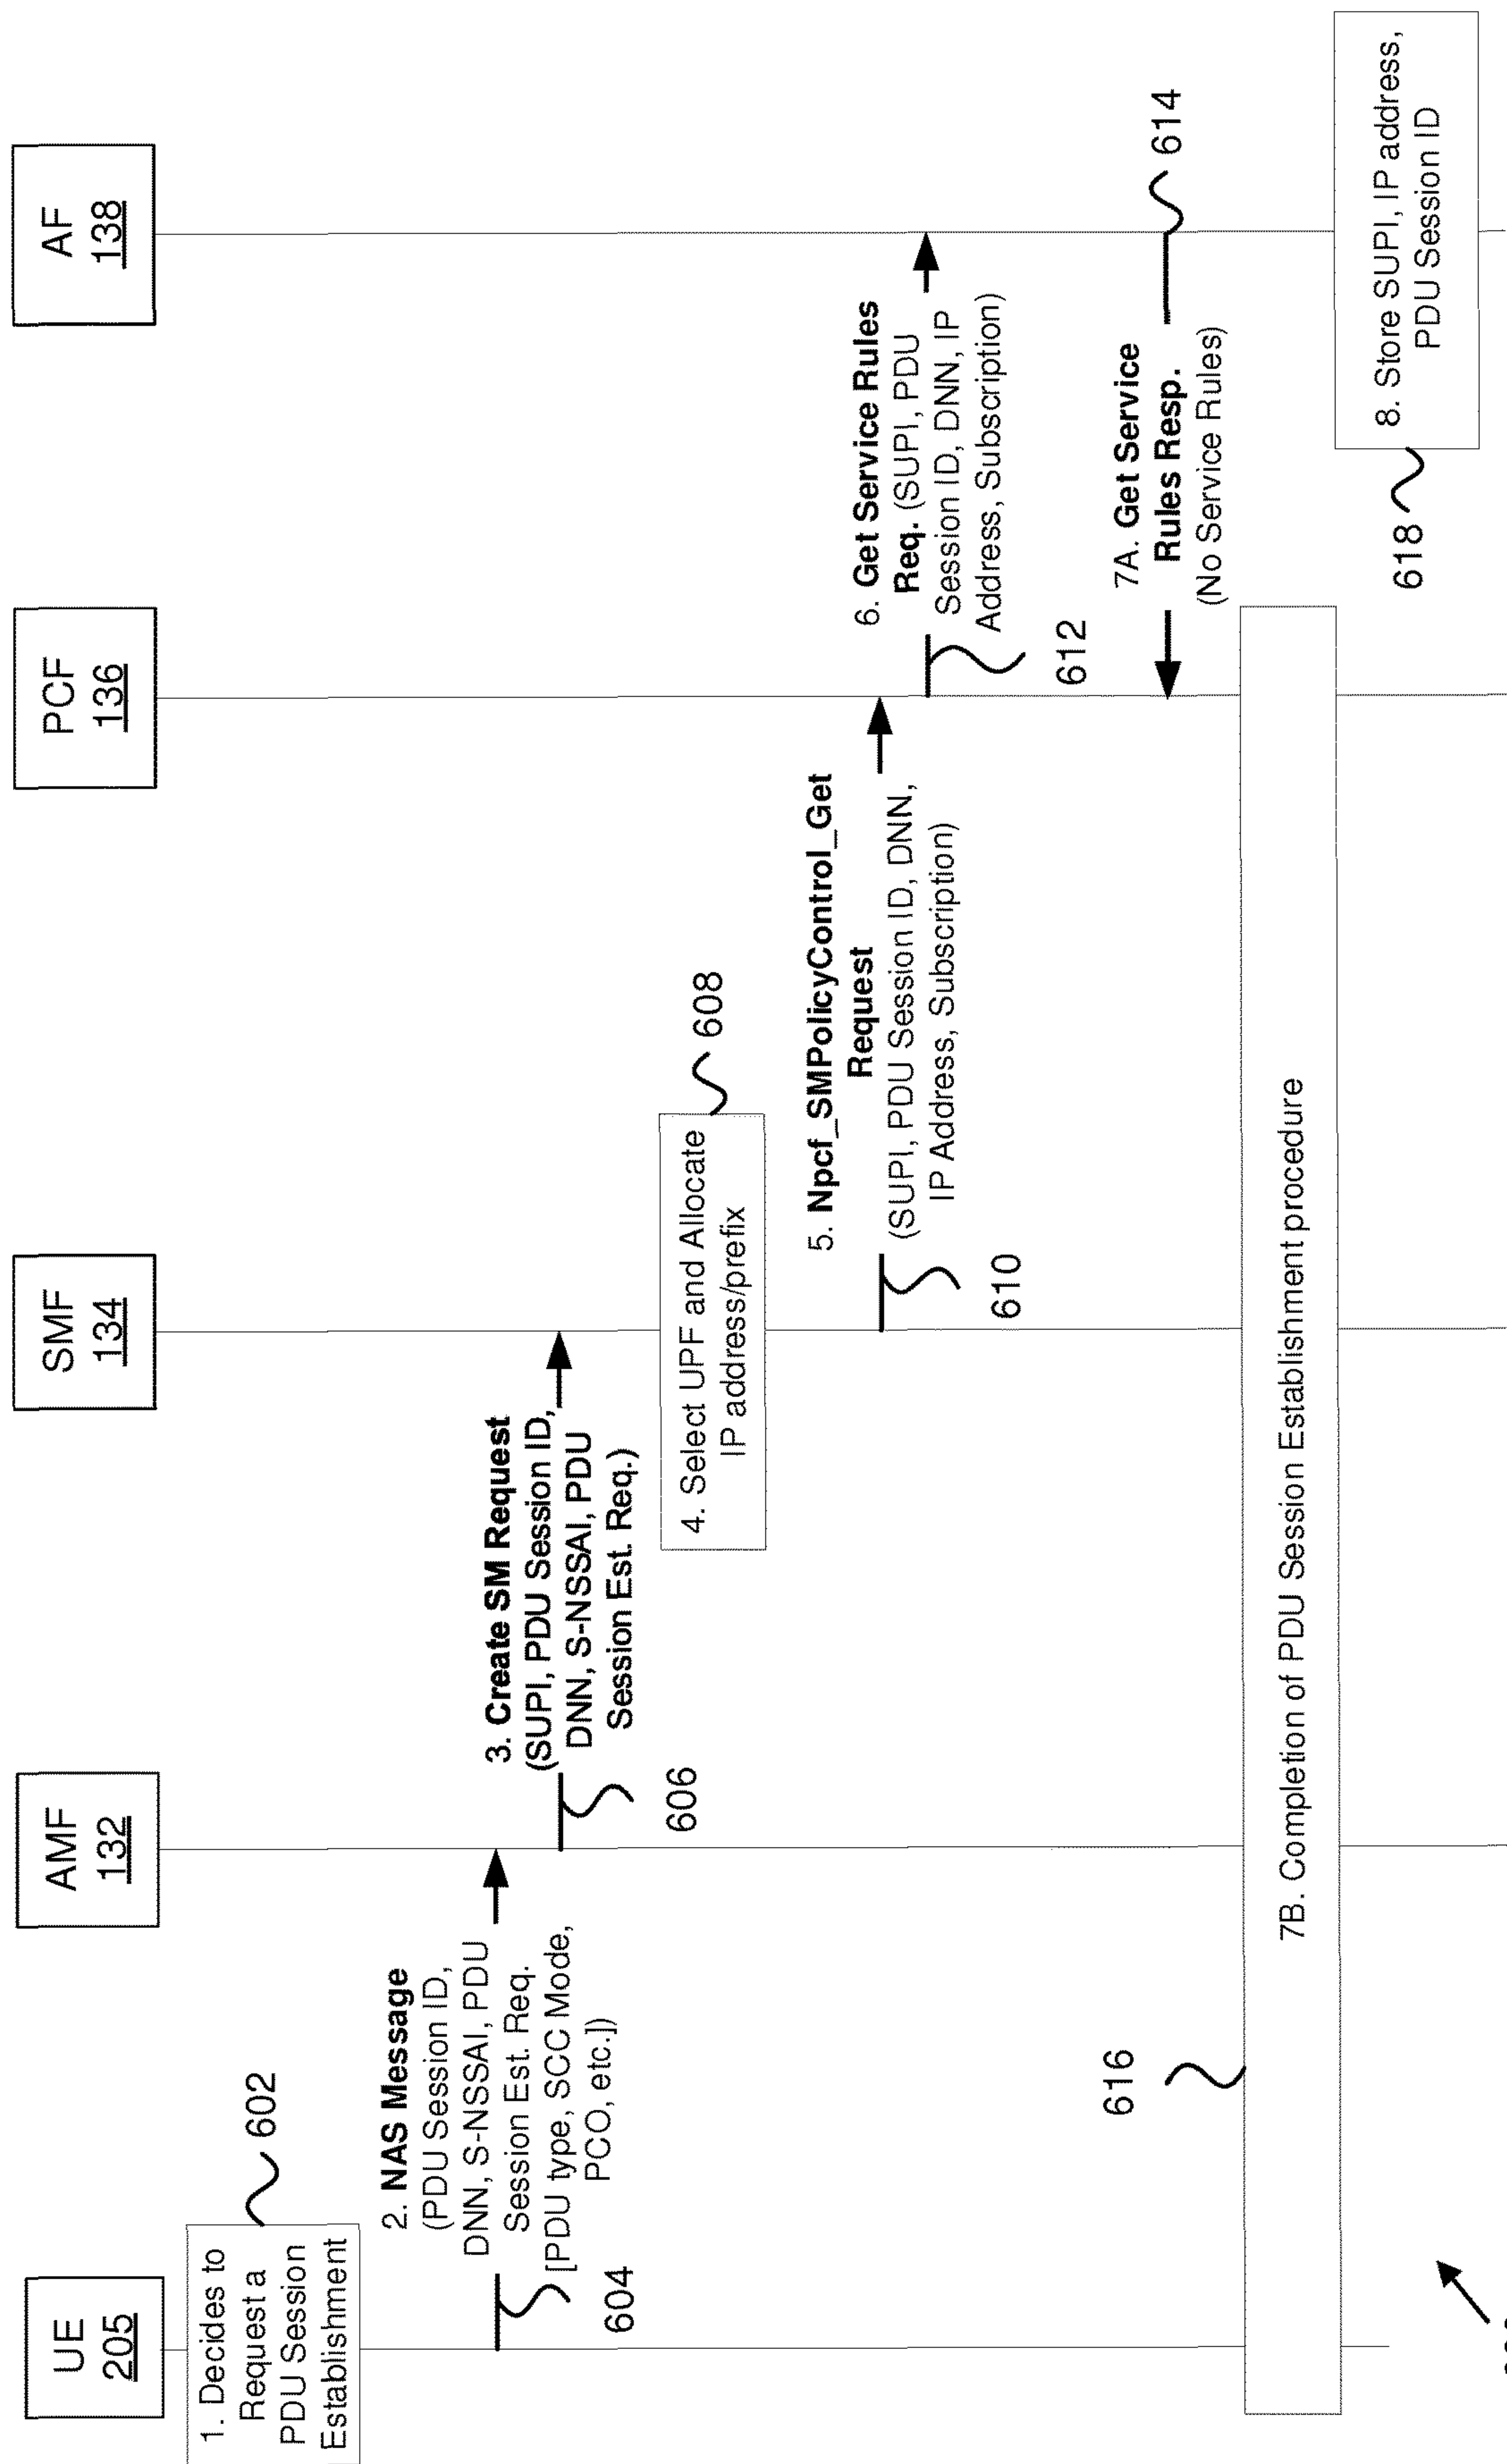 UE
205
AMF
132
SMF
134
PCF
136
AF
138
1. Decides to
Request a
PDU Session
Establishment
602
2. NAS Message
(PDU Session ID,
DNN, S-NSSAI, PDU
Session Est. Req.
[PDU type, SCC Mode,
PCO, etc.])
604
3. Create SM Request
(SUPI, PDU Session ID,
DNN, S-NSSAI, PDU
Session Est. Req.)
606
4. Select UPF and Allocate
IP address/prefix
608
5. Npcf_SMPolicyControl_Get
Request
(SUPI, PDU Session ID, DNN,
IP Address, Subscription)
610
6. Get Service Rules
Req. (SUPI, PDU
Session ID, DNN, IP
Address, Subscription)
612
7A. Get Service
Rules Resp.
(No Service Rules)
614
616
7B. Completion of PDU Session Establishment procedure
8. Store SUPI, IP address,
PDU Session ID
618